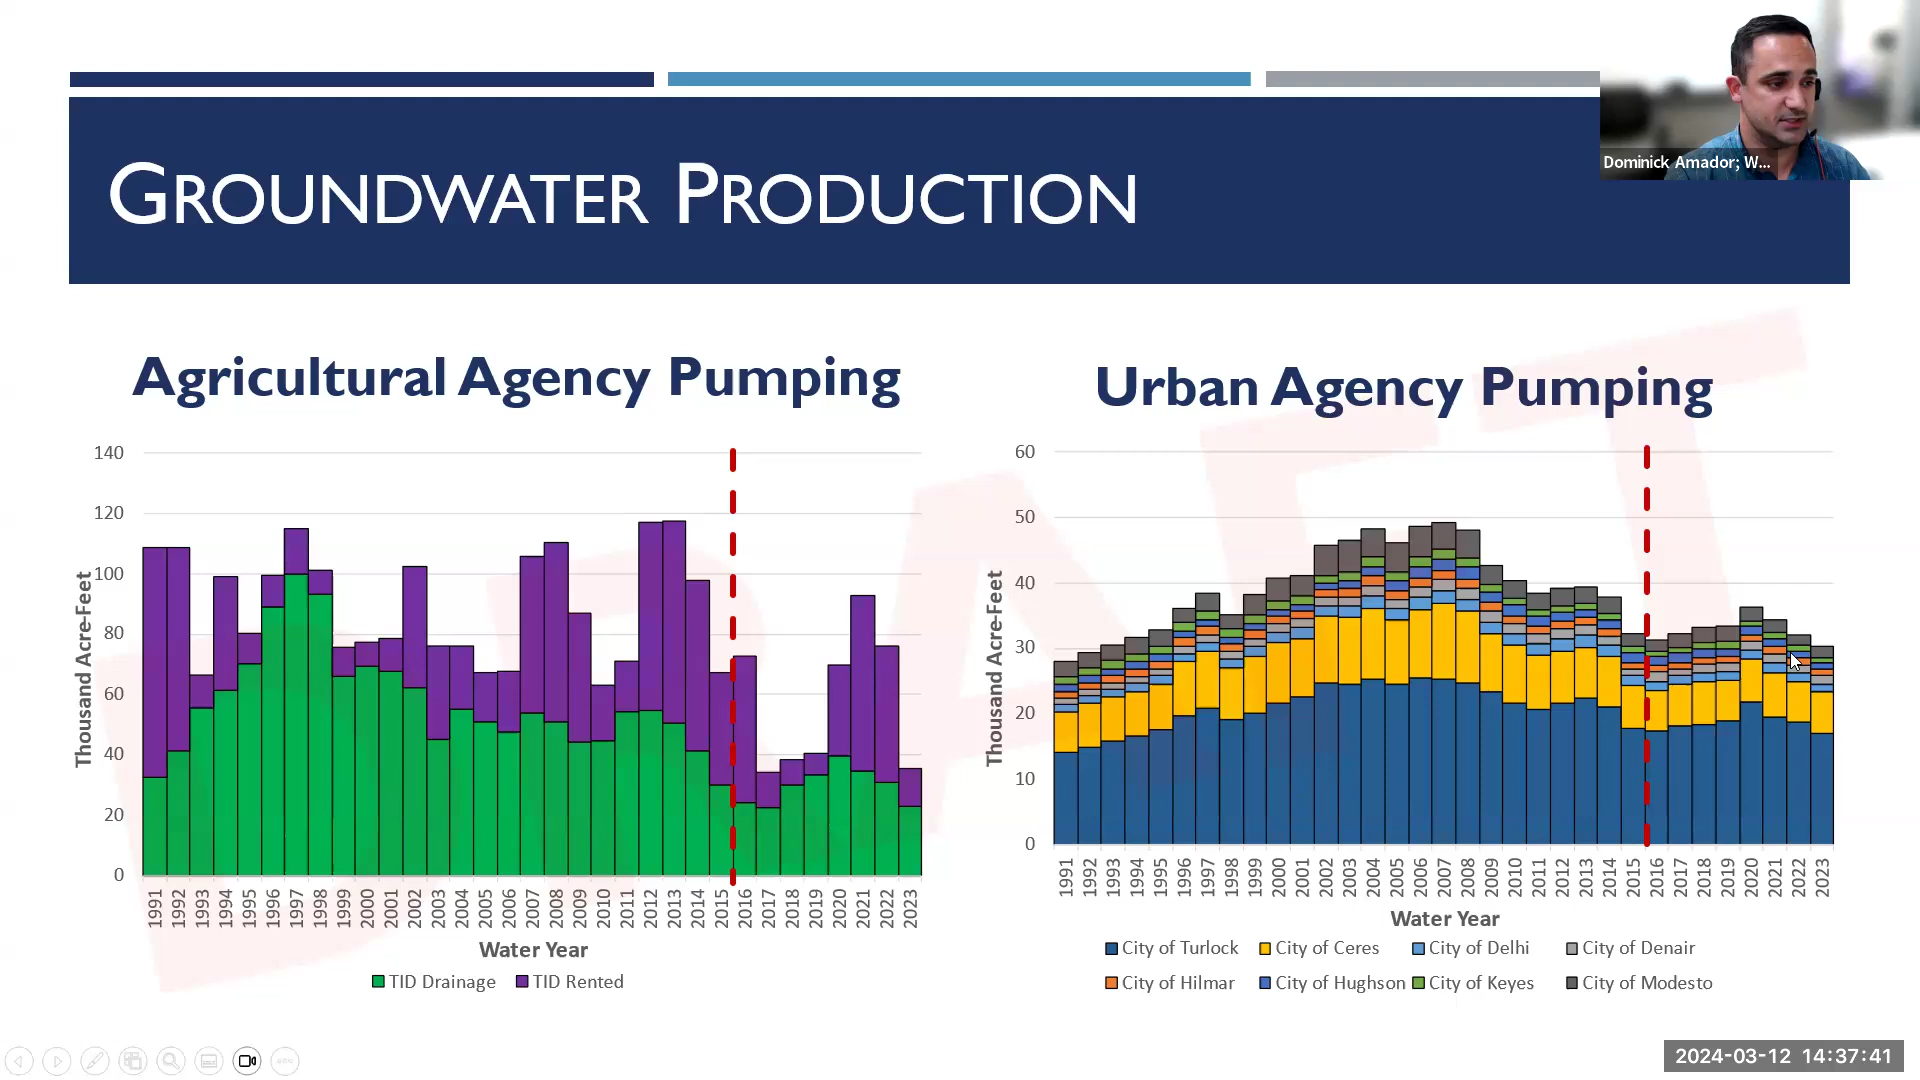 GROUNDWATER PRODUCTION
Dominick Amador; W...
Agricultural Agency Pumping
140
120
100
80
60
40
20
0
Thousand Acre-Feet
1991 1992 1993 1994 1995 1996 1997 1998 1999 2000 2001 2002 2003 2004 2005 2006 2007 2008 2009 2010 2011 2012 2013 2014 2015 2016 2017 2018 2019 2020 2021 2022 2023
Water Year
TID Drainage TID Rented
Urban Agency Pumping
60
50
40
30
20
10
0
Thousand Acre-Feet
1991 1992 1993 1994 1995 1996 1997 1998 1999 2000 2001 2002 2003 2004 2005 2006 2007 2008 2009 2010 2011 2012 2013 2014 2015 2016 2017 2018 2019 2020 2021 2022 2023
Water Year
City of Turlock City of Ceres City of Delhi City of Denair
City of Hilmar City of Hughson City of Keyes City of Modesto
DRAFT
2024-03-12 14:37:41